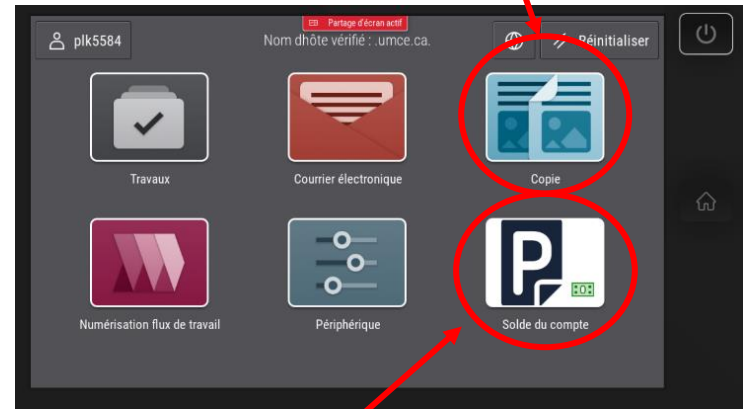 Partage d'écran actif
plk5584
Nom dhôte vérifié : .umce.ca.
Réinitialiser
Travaux
Courrier électronique
Copie
P
Numérisation flux de travail
Périphérique
Solde du compte